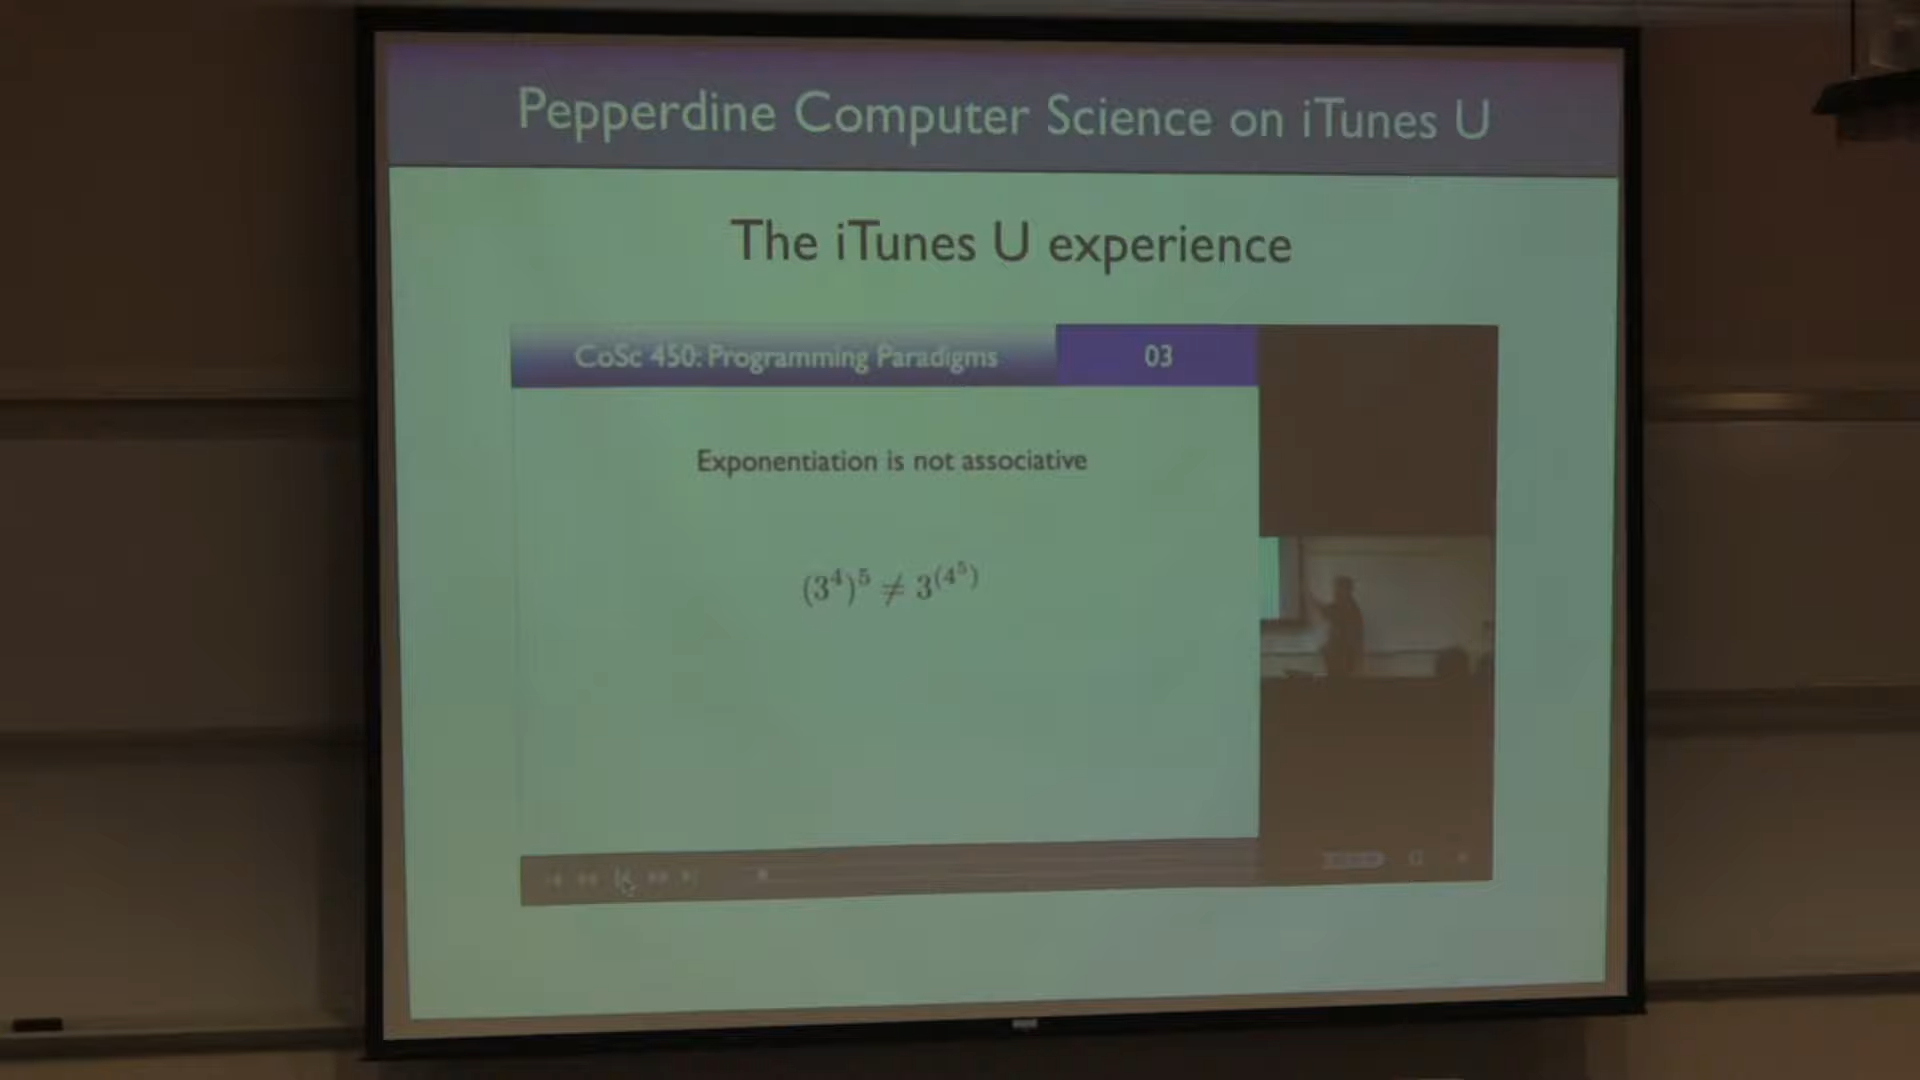 Pepperdine Computer Science on iTunes U
The iTunes U experience
CoSc 450: Programming Paradigms
03
Exponentiation is not associative
(3⁴)⁵ ≠ 3^(4⁵)